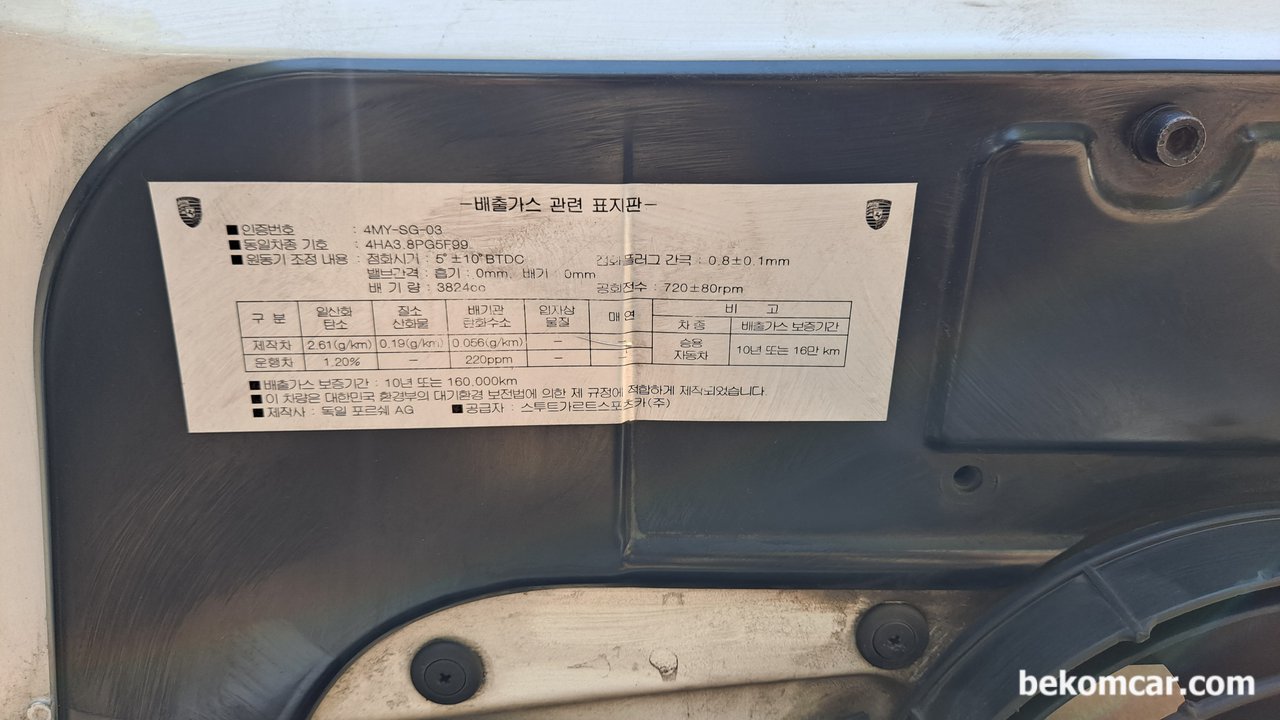 -배출가스 관련 표지판-
■ 인증번호 : 4MY-SG-03
■ 동일차종 기호 : 4HA3.8PG5F99
■ 원동기 조정 내용 : 점화시기 : 5°±10°BTDC 점화플러그 간극 : 0.8±0.1mm
밸브간격 : 흡기 : 0mm, 배기 : 0mm
배 기 량 : 3824cc 공회전수 : 720±80rpm
구 분 일산화탄소 질소산화물 배기관탄화수소 입자상물질 매 연 비 고
차 종 배출가스 보증기간
제작차 2.61(g/km) 0.19(g/km) 0.056(g/km) - - 승용자동차 10년 또는 16만 km
운행차 1.20% - 220ppm - -
■ 배출가스 보증기간 : 10년 또는 160,000km
■ 이 차량은 대한민국 환경부의 대기환경 보전법에 의한 제 규정에 적합하게 제작되었습니다.
■ 제작사 : 독일 포르쉐 AG ■ 공급자 : 스투트가르트스포츠카(주)
bekomcar.com